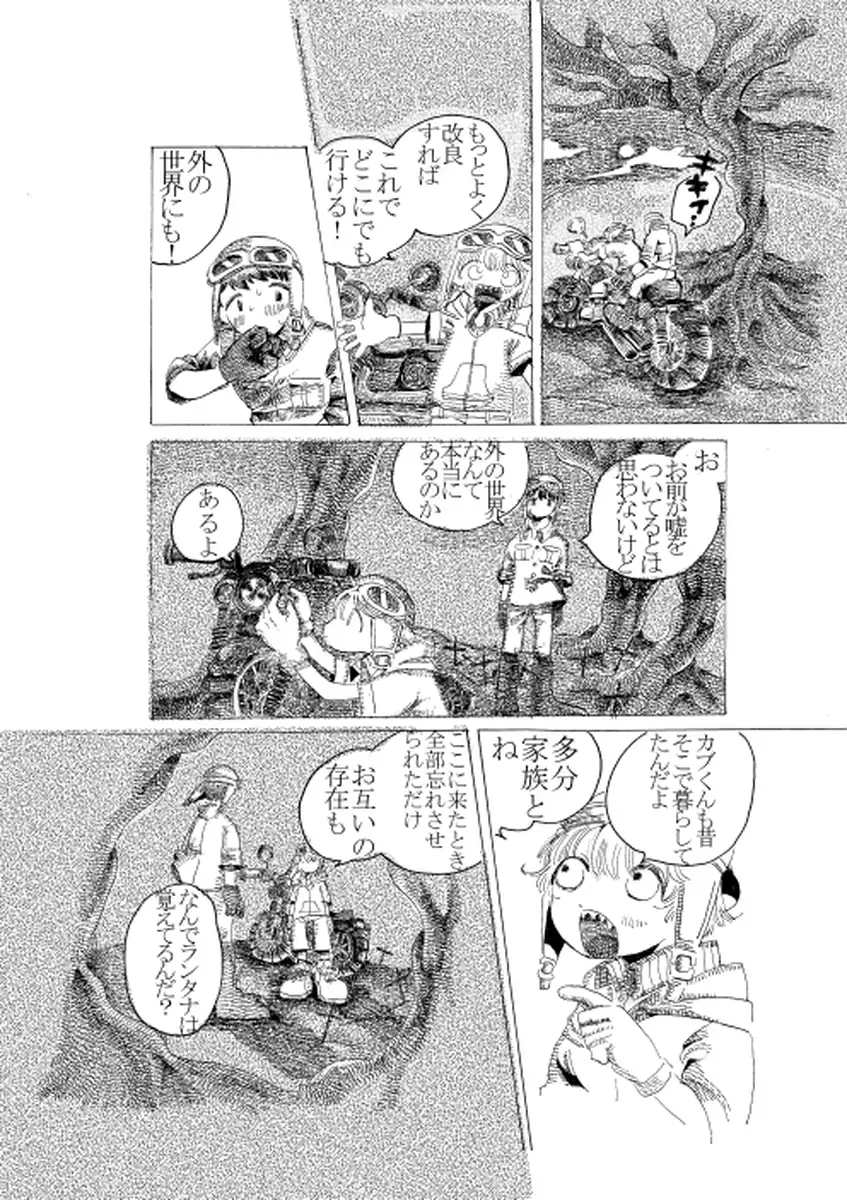 キキィ・
もっとよく
改良
すれば
これで
どこにでも
行ける！
外の
世界にも！
お
お前が嘘を
ついてるとは
思わないけど
外の世界
なんて
本当に
あるのか
あるよ
カブくんも昔
そこで暮らして
たんだよ
多分
家族と
ね
ここに来たとき
全部忘れさせ
られただけ
お互いの
存在も
なんでランタナは
覚えてるんだ？